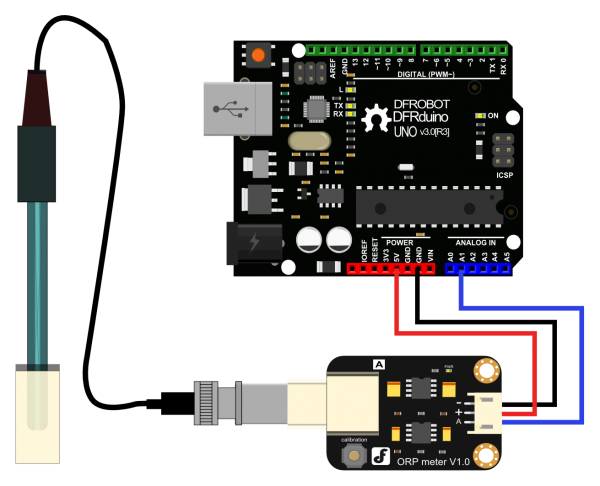 AREF
GND
13
12
~11
~10
~9
8
7
~6
~5
4
~3
2
TX 1
RX 0
DIGITAL (PWM~)
L
TX
RX
DFROBOT
DFRduino
UNO v3.0[R3]
ON
ICSP
POWER
ANALOG IN
IOREF
RESET
3V3
5V
GND
GND
VIN
A0
A1
A2
A3
A4
A5
A
PWR
-
+
A
calibration
ORP meter V1.0